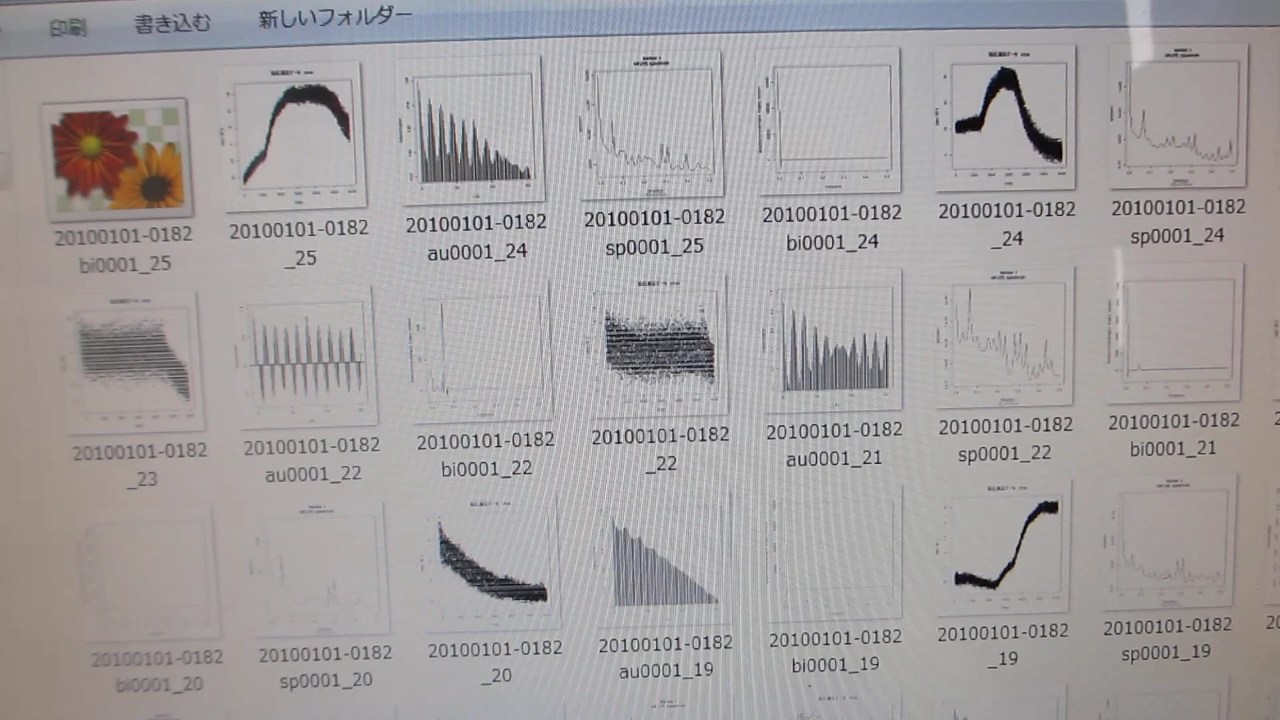 印刷 書き込む 新しいフォルダー
20100101-0182 20100101-0182 20100101-0182 20100101-0182 20100101-0182 20100101-0182 20100101-0182
bi0001_25 _25 au0001_24 sp0001_25 bi0001_24 _24 sp0001_24
20100101-0182 20100101-0182 20100101-0182 20100101-0182 20100101-0182 20100101-0182 20100101-0182
_23 au0001_22 bi0001_22 _22 au0001_21 sp0001_22 bi0001_21
20100101-0182 20100101-0182 20100101-0182 20100101-0182 20100101-0182 20100101-0182 20100101-0182
bi0001_20 sp0001_20 _20 au0001_19 bi0001_19 _19 sp0001_19